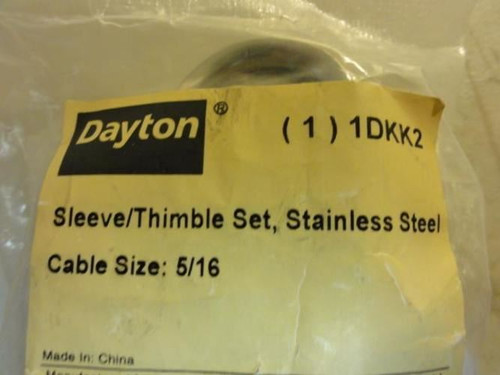 Dayton® (1) 1DKK2
Sleeve/Thimble Set, Stainless Steel
Cable Size: 5/16
Made In: China